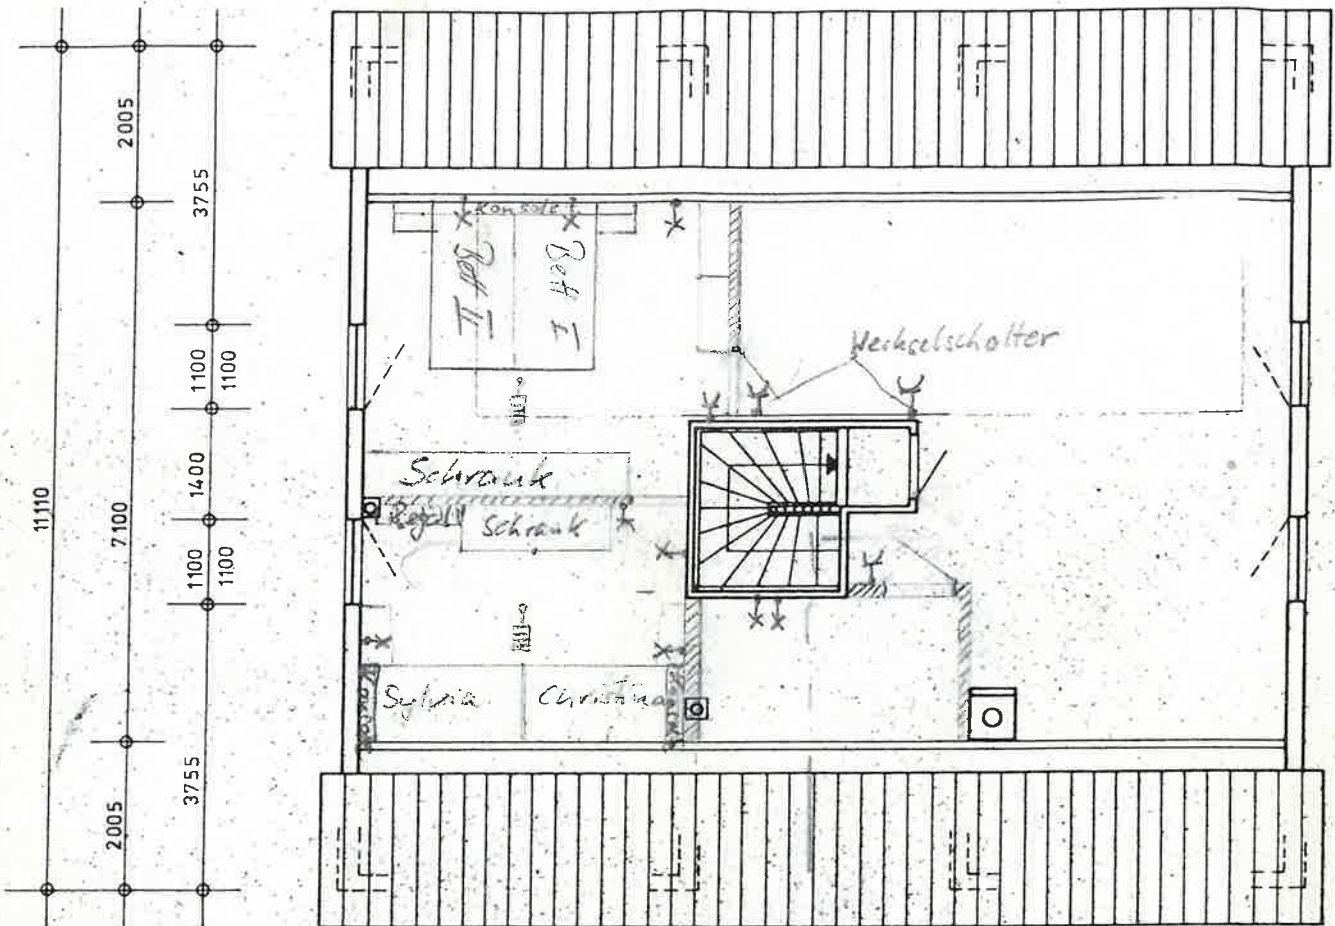 2005
3755
Konsole
Bett II
Bett I
Wechselschalter
1100
1100
1400
11110
7100
Schrank
Regal
Schrank
1100
1100
Sylvia
Christina
3755
2005